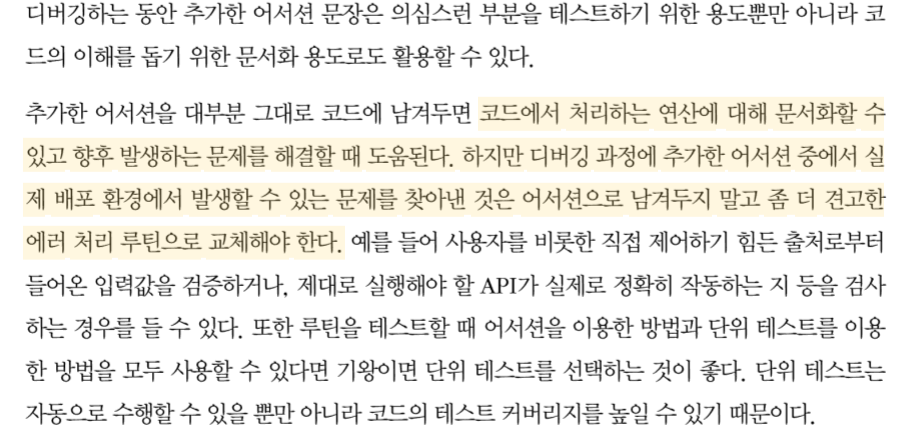 디버깅하는 동안 추가한 어서션 문장은 의심스런 부분을 테스트하기 위한 용도뿐만 아니라 코
드의 이해를 돕기 위한 문서화 용도로도 활용할 수 있다.
추가한 어서션을 대부분 그대로 코드에 남겨두면 코드에서 처리하는 연산에 대해 문서화할 수
있고 향후 발생하는 문제를 해결할 때 도움된다. 하지만 디버깅 과정에 추가한 어서션 중에서 실
제 배포 환경에서 발생할 수 있는 문제를 찾아낸 것은 어서션으로 남겨두지 말고 좀 더 견고한
에러 처리 루틴으로 교체해야 한다. 예를 들어 사용자를 비롯한 직접 제어하기 힘든 출처로부터
들어온 입력값을 검증하거나, 제대로 실행해야 할 API가 실제로 정확히 작동하는 지 등을 검사
하는 경우를 들 수 있다. 또한 루틴을 테스트할 때 어서션을 이용한 방법과 단위 테스트를 이용
한 방법을 모두 사용할 수 있다면 기왕이면 단위 테스트를 선택하는 것이 좋다. 단위 테스트는
자동으로 수행할 수 있을 뿐만 아니라 코드의 테스트 커버리지를 높일 수 있기 때문이다.